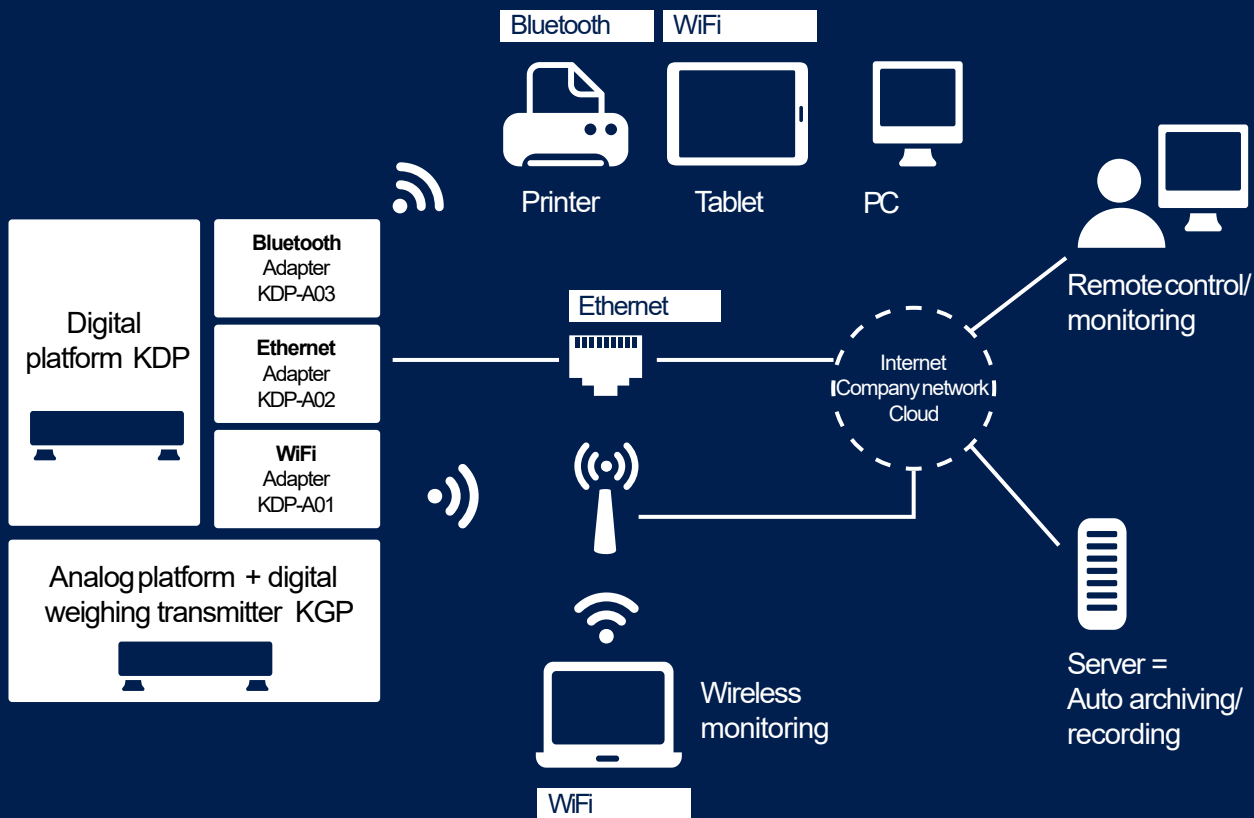 Bluetooth
WiFi
Printer
Tablet
PC
Digital
platform KDP
Bluetooth
Adapter
KDP-A03
Ethernet
Adapter
KDP-A02
WiFi
Adapter
KDP-A01
Analog platform + digital
weighing transmitter KGP
Ethernet
Internet
Company network
Cloud
Remote control/
monitoring
Wireless
monitoring
WiFi
Server =
Auto archiving/
recording